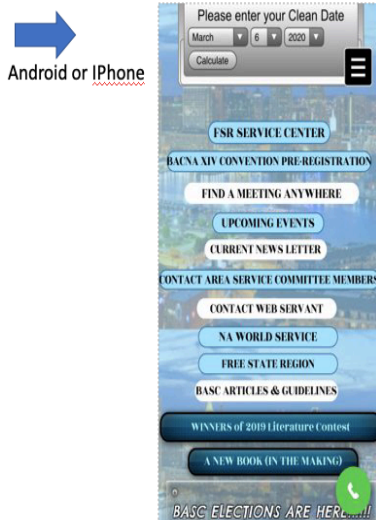 Please enter your Clean Date
March 6 2020
Calculate
Android or IPhone
FSR SERVICE CENTER
BACNA XIV CONVENTION PRE-REGISTRATION
FIND A MEETING ANYWHERE
UPCOMING EVENTS
CURRENT NEWS LETTER
CONTACT AREA SERVICE COMMITTEE MEMBERS
CONTACT WEB SERVANT
NA WORLD SERVICE
FREE STATE REGION
BASC ARTICLES & GUIDELINES
WINNERS of 2019 Literature Contest
A NEW BOOK (IN THE MAKING)
BASC ELECTIONS ARE HERE!!!!!